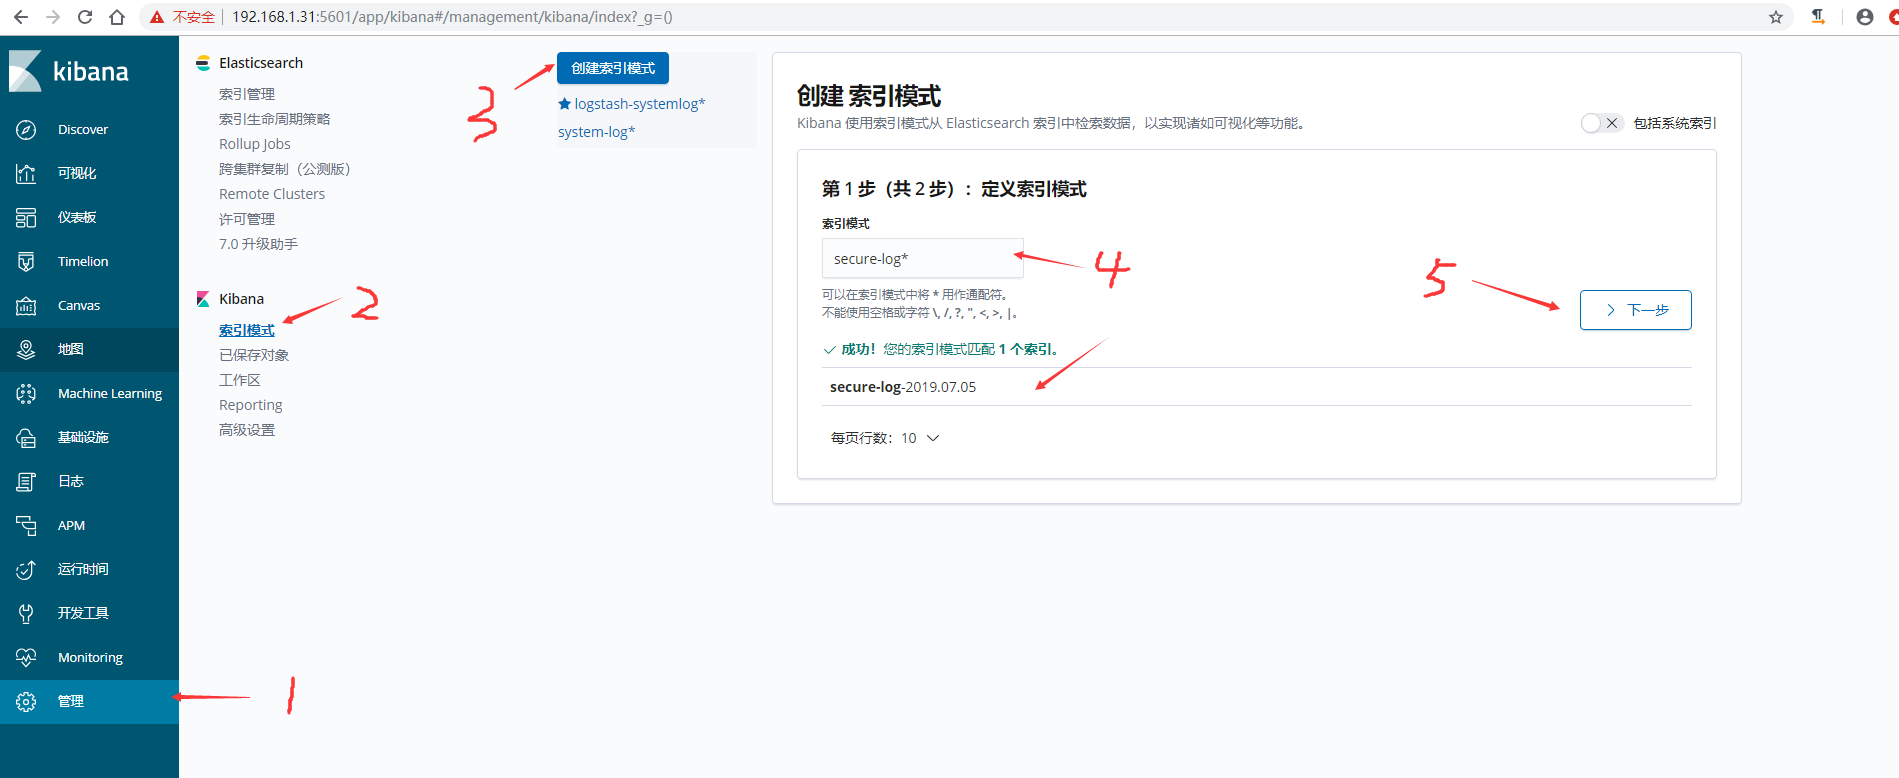 不安全 192.168.1.31:5601/app/kibana#/management/kibana/index?_g=()
kibana
Discover
可视化
仪表板
Timelion
Canvas
地图
Machine Learning
基础设施
日志
APM
运行时间
开发工具
Monitoring
管理
1
Elasticsearch
索引管理
索引生命周期策略
Rollup Jobs
跨集群复制（公测版）
Remote Clusters
许可管理
7.0 升级助手
Kibana
索引模式
已保存对象
工作区
Reporting
高级设置
2
3
创建索引模式
logstash-systemlog*
system-log*
创建 索引模式
Kibana 使用索引模式从 Elasticsearch 索引中检索数据，以实现诸如可视化等功能。
包括系统索引
第 1 步（共 2 步）：定义索引模式
索引模式
secure-log*
4
可以在索引模式中将 * 用作通配符。
不能使用空格或字符 \, /, ?, ", <, >, |。
5
下一步
成功！您的索引模式匹配 1 个索引。
secure-log-2019.07.05
每页行数：10